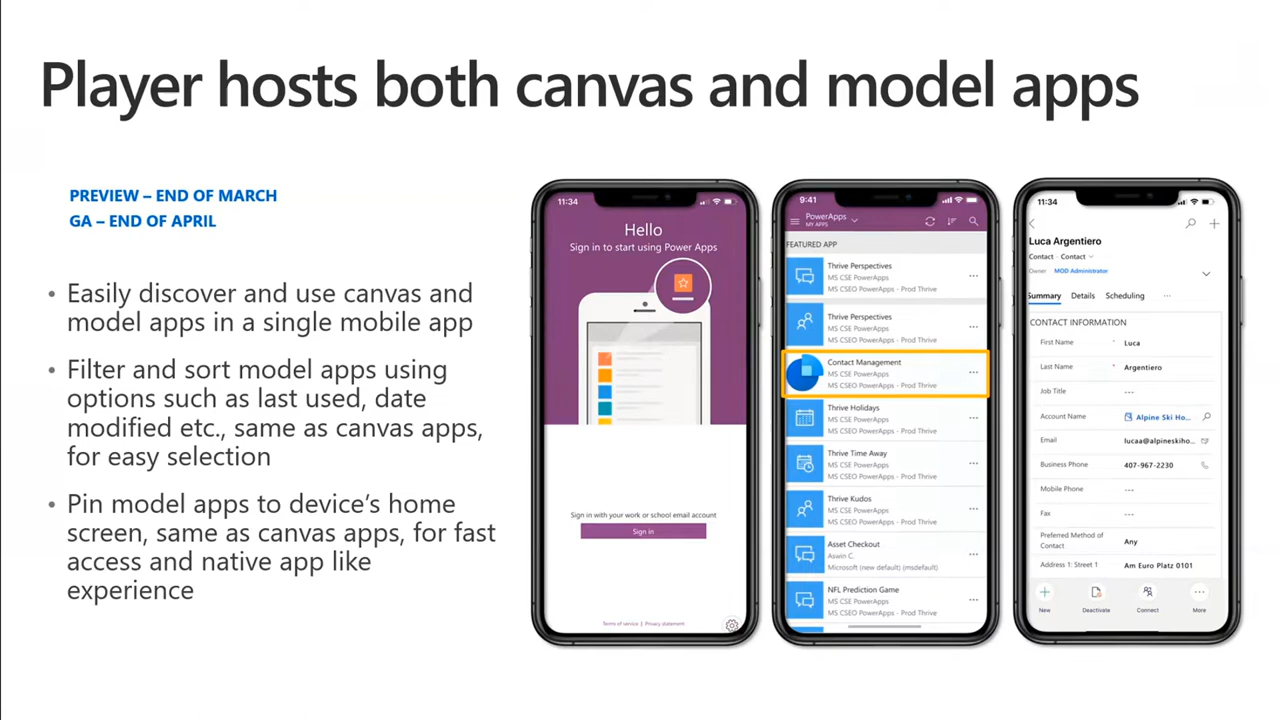 Player hosts both canvas and model apps
PREVIEW – END OF MARCH
GA – END OF APRIL
• Easily discover and use canvas and
model apps in a single mobile app
• Filter and sort model apps using
options such as last used, date
modified etc., same as canvas apps,
for easy selection
• Pin model apps to device's home
screen, same as canvas apps, for fast
access and native app like
experience
11:34
Hello
Sign in to start using Power Apps
Sign in with your work or school email account
Sign in
Terms of service | Privacy statement
9:41
PowerApps
MY APPS
FEATURED APP
Thrive Perspectives
MS CSE PowerApps
MS CSEO PowerApps - Prod Thrive
Thrive Perspectives
MS CSE PowerApps
MS CSEO PowerApps - Prod Thrive
Contact Management
MS CSE PowerApps
MS CSEO PowerApps - Prod Thrive
Thrive Holidays
MS CSE PowerApps
MS CSEO PowerApps - Prod Thrive
Thrive Time Away
MS CSE PowerApps
MS CSEO PowerApps - Prod Thrive
Thrive Kudos
MS CSE PowerApps
MS CSEO PowerApps - Prod Thrive
Asset Checkout
Aswin C.
Microsoft (new default) (msdefault)
NFL Prediction Game
MS CSE PowerApps
MS CSEO PowerApps - Prod Thrive
11:34
Luca Argentiero
Contact · Contact
Owner MOD Administrator
Summary Details Scheduling ...
CONTACT INFORMATION
First Name * Luca
Last Name * Argentiero
Job Title ---
Account Name Alpine Ski Ho...
Email lucaa@alpineskiho...
Business Phone 407-967-2230
Mobile Phone ---
Fax ---
Preferred Method of
Contact Any
Address 1: Street 1 Am Euro Platz 0101
New Deactivate Connect More